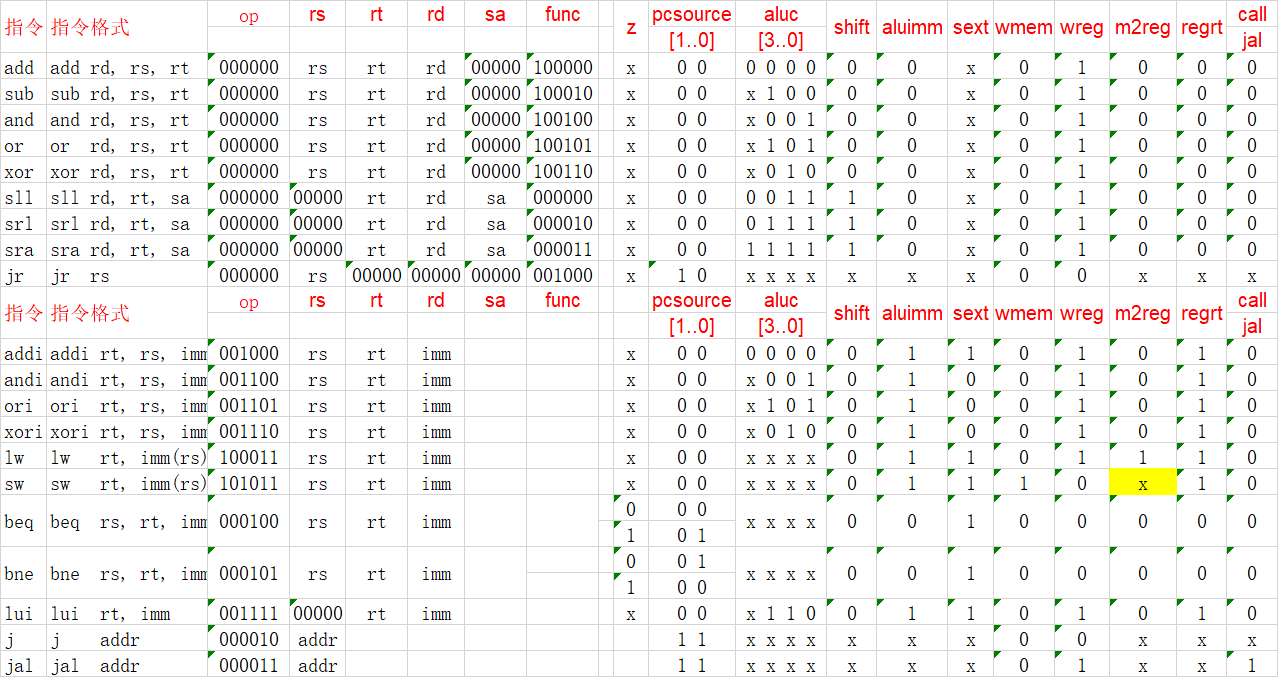 指令 指令格式 op rs rt rd sa func z pcsource [1..0] aluc [3..0] shift aluimm sext wmem wreg m2reg regrt call jal
add add rd, rs, rt 000000 rs rt rd 00000 100000 x 0 0 0 0 0 0 0 0 x 0 1 0 0 0
sub sub rd, rs, rt 000000 rs rt rd 00000 100010 x 0 0 x 1 0 0 0 0 x 0 1 0 0 0
and and rd, rs, rt 000000 rs rt rd 00000 100100 x 0 0 x 0 0 1 0 0 x 0 1 0 0 0
or or rd, rs, rt 000000 rs rt rd 00000 100101 x 0 0 x 1 0 1 0 0 x 0 1 0 0 0
xor xor rd, rs, rt 000000 rs rt rd 00000 100110 x 0 0 x 0 1 0 0 0 x 0 1 0 0 0
sll sll rd, rt, sa 000000 00000 rt rd sa 000000 x 0 0 0 0 1 1 1 0 x 0 1 0 0 0
srl srl rd, rt, sa 000000 00000 rt rd sa 000010 x 0 0 0 1 1 1 1 0 x 0 1 0 0 0
sra sra rd, rt, sa 000000 00000 rt rd sa 000011 x 0 0 1 1 1 1 1 0 x 0 1 0 0 0
jr jr rs 000000 rs 00000 00000 00000 001000 x 1 0 x x x x x x x 0 0 x x x
指令 指令格式 op rs rt rd sa func pcsource [1..0] aluc [3..0] shift aluimm sext wmem wreg m2reg regrt call jal
addi addi rt, rs, imm 001000 rs rt imm x 0 0 0 0 0 0 0 1 1 0 1 0 1 0
andi andi rt, rs, imm 001100 rs rt imm x 0 0 x 0 0 1 0 1 0 0 1 0 1 0
ori ori rt, rs, imm 001101 rs rt imm x 0 0 x 1 0 1 0 1 0 0 1 0 1 0
xori xori rt, rs, imm 001110 rs rt imm x 0 0 x 0 1 0 0 1 0 0 1 0 1 0
lw lw rt, imm(rs) 100011 rs rt imm x 0 0 x x x x 0 1 1 0 1 1 1 0
sw sw rt, imm(rs) 101011 rs rt imm x 0 0 x x x x 0 1 1 1 0 x 1 0
beq beq rs, rt, imm 000100 rs rt imm 0 0 0 x x x x 0 0 1 0 0 0 0 0
1 0 1
bne bne rs, rt, imm 000101 rs rt imm 0 0 1 x x x x 0 0 1 0 0 0 0 0
1 0 0
lui lui rt, imm 001111 00000 rt imm x 0 0 x 1 1 0 0 1 1 0 1 0 1 0
j j addr 000010 addr 1 1 x x x x x x x 0 0 x x x
jal jal addr 000011 addr 1 1 x x x x x x x 0 1 x x 1